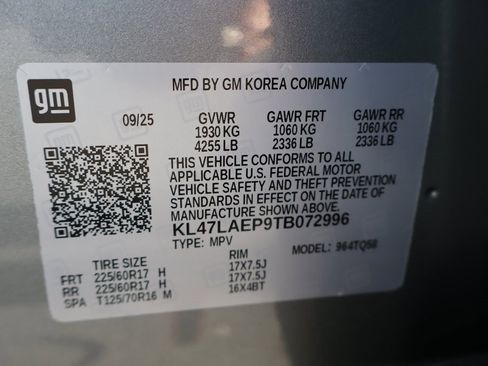 gm
MFD BY GM KOREA COMPANY
09/25 GVWR GAWR FRT GAWR RR
1930 KG 1060 KG 1060 KG
4255 LB 2336 LB 2336 LB
THIS VEHICLE CONFORMS TO ALL
APPLICABLE U.S. FEDERAL MOTOR
VEHICLE SAFETY AND THEFT PREVENTION
STANDARDS IN EFFECT ON THE DATE OF
MANUFACTURE SHOWN ABOVE.
KL47LAEP9TB072996
TYPE: MPV MODEL: 964TQ58
TIRE SIZE RIM
FRT 225/60R17 H 17X7.5J
RR 225/60R17 H 17X7.5J
SPA T125/70R16 M 16X4BT